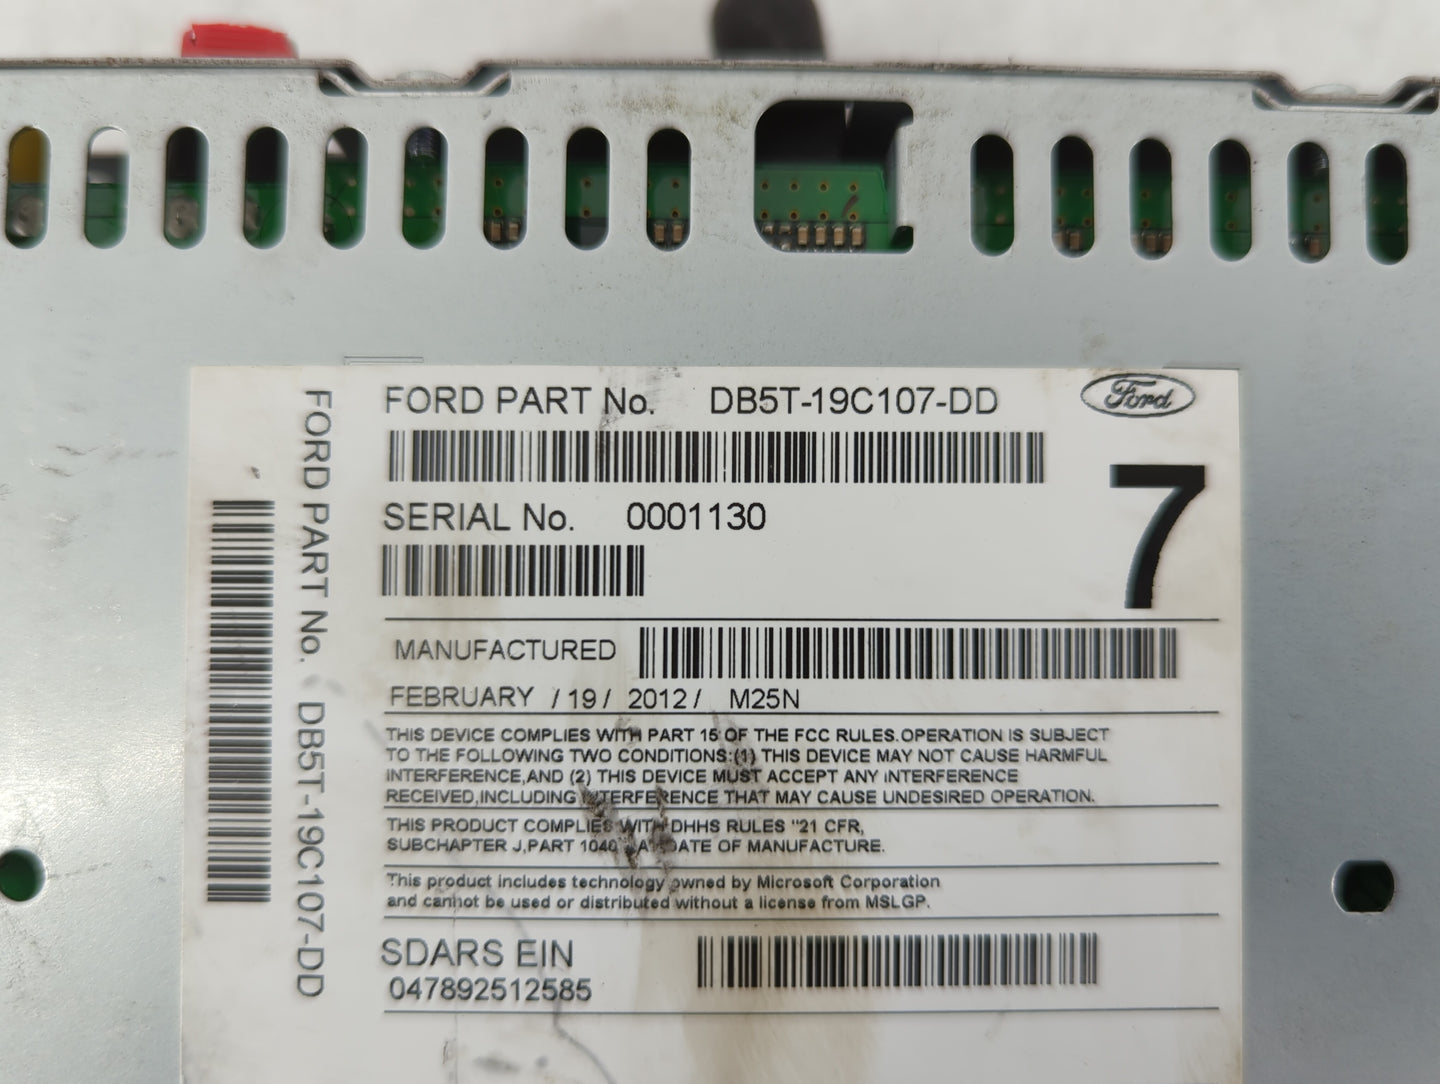 FORD PART No. DB5T-19C107-DD
Ford
7
SERIAL No. 0001130
MANUFACTURED
FEBRUARY / 19 / 2012 / M25N
THIS DEVICE COMPLIES WITH PART 15 OF THE FCC RULES.OPERATION IS SUBJECT
TO THE FOLLOWING TWO CONDITIONS:(1) THIS DEVICE MAY NOT CAUSE HARMFUL
INTERFERENCE,AND (2) THIS DEVICE MUST ACCEPT ANY INTERFERENCE
RECEIVED,INCLUDING INTERFERENCE THAT MAY CAUSE UNDESIRED OPERATION.
THIS PRODUCT COMPLIES WITH DHHS RULES "21 CFR,
SUBCHAPTER J,PART 1040 AT DATE OF MANUFACTURE.
This product includes technology owned by Microsoft Corporation
and cannot be used or distributed without a license from MSLGP.
SDARS EIN
047892512585
FORD PART No. DB5T-19C107-DD